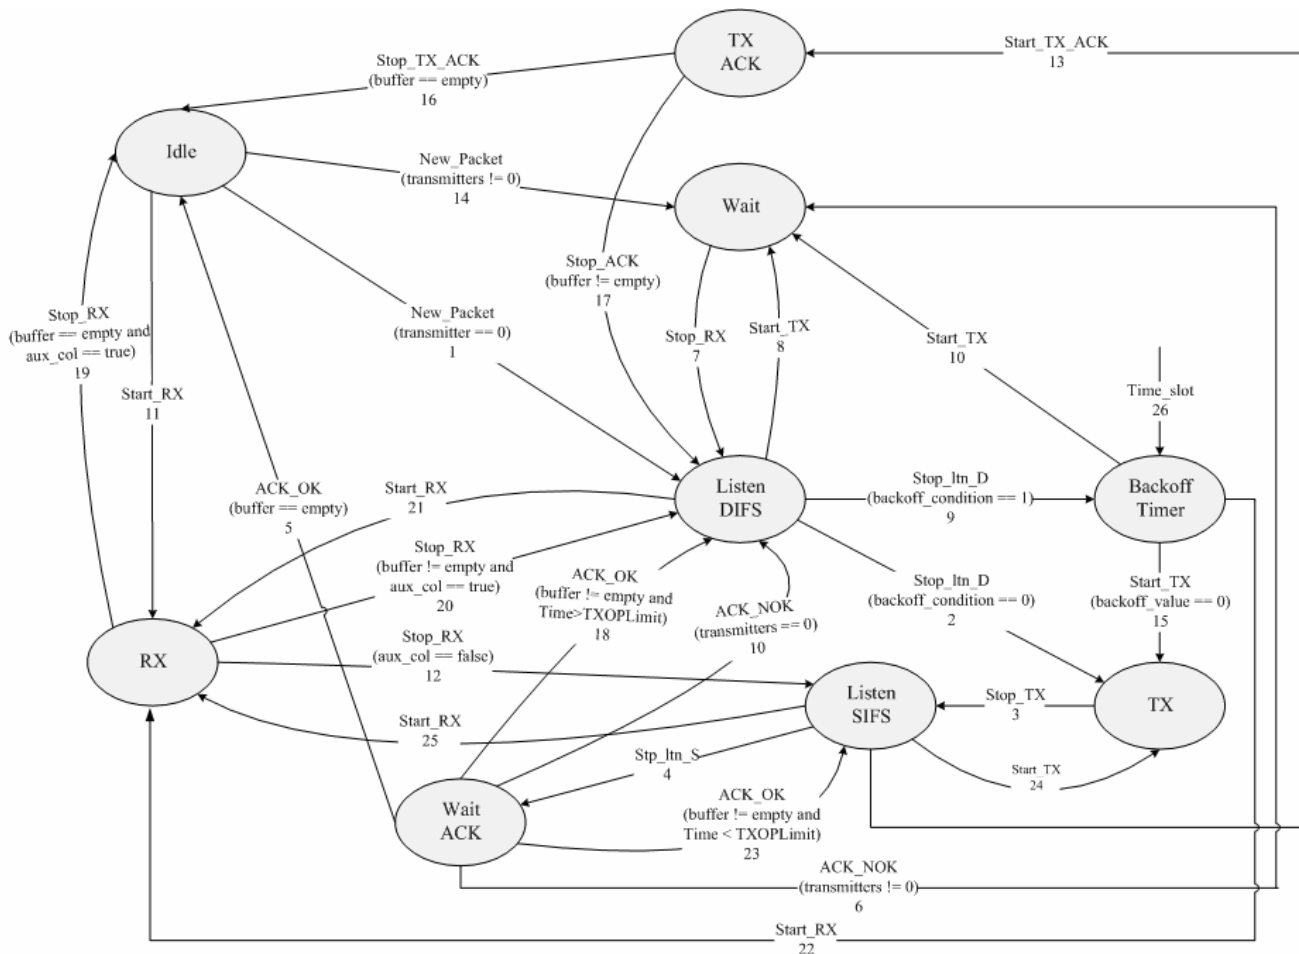 TX
ACK
Start_TX_ACK
13
Stop_TX_ACK
(buffer == empty)
16
Idle
New_Packet
(transmitters != 0)
14
Wait
Stop_ACK
(buffer != empty)
17
New_Packet
(transmitter == 0)
1
Stop_RX
7
Start_TX
8
Start_TX
10
Stop_RX
(buffer == empty and
aux_col == true)
19
Start_RX
11
Time_slot
26
ACK_OK
(buffer == empty)
5
Start_RX
21
Listen
DIFS
Stop_ltn_D
(backoff_condition == 1)
9
Backoff
Timer
Stop_RX
(buffer != empty and
aux_col == true)
20
ACK_OK
(buffer != empty and
Time>TXOPLimit)
18
ACK_NOK
(transmitters == 0)
10
Stop_ltn_D
(backoff_condition == 0)
2
Start_TX
(backoff_value == 0)
15
RX
Stop_RX
(aux_col == false)
12
Listen
SIFS
Stop_TX
3
TX
Start_RX
25
Stp_ltn_S
4
Start_TX
24
Wait
ACK
ACK_OK
(buffer != empty and
Time < TXOPLimit)
23
ACK_NOK
(transmitters != 0)
6
Start_RX
22